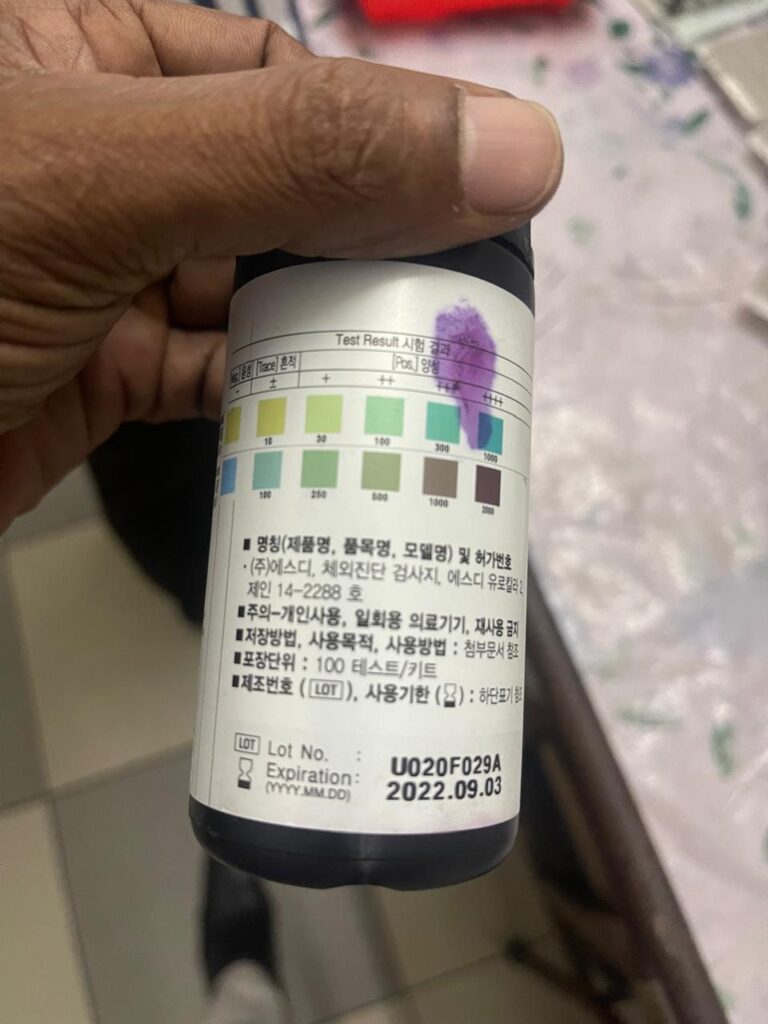 Test Result 시험 결과
[Neg.] 음성 [Trace] 흔적 [Pos.] 양성
- ± + ++ +++ ++++
10 30 100 300 1000
100 250 500 1000 2000
■ 명칭(제품명, 품목명, 모델명) 및 허가번호
· (주)에스디, 체외진단 검사지, 에스디 유로칼라 2,
제인 14-2288 호
■주의-개인사용, 일회용 의료기기, 재사용 금지
■저장방법, 사용목적, 사용방법 : 첨부문서 참조
■포장단위 : 100 테스트/키트
■제조번호 (LOT), 사용기한 ( ) : 하단표기 참조
LOT Lot No. : U020F029A
Expiration: 2022.09.03
(YYYY.MM.DD)